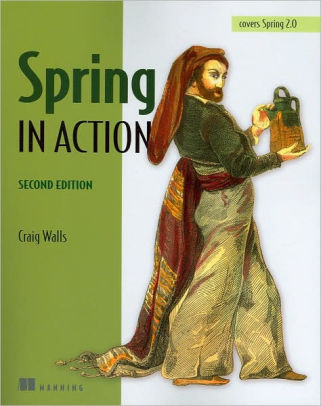 covers Spring 2.0
Spring
IN ACTION
SECOND EDITION
Craig Walls
MANNING